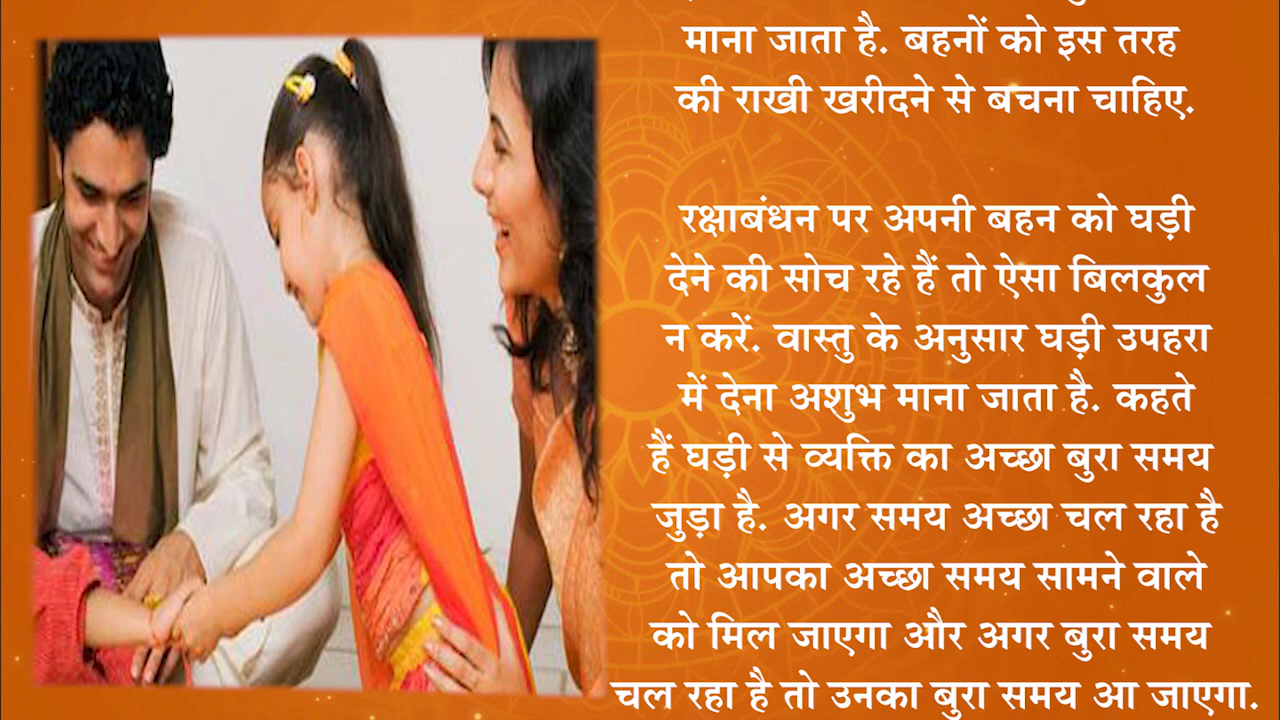 माना जाता है. बहनों को इस तरह
की राखी खरीदने से बचना चाहिए.
रक्षाबंधन पर अपनी बहन को घड़ी
देने की सोच रहे हैं तो ऐसा बिलकुल
न करें. वास्तु के अनुसार घड़ी उपहरा
में देना अशुभ माना जाता है. कहते
हैं घड़ी से व्यक्ति का अच्छा बुरा समय
जुड़ा है. अगर समय अच्छा चल रहा है
तो आपका अच्छा समय सामने वाले
को मिल जाएगा और अगर बुरा समय
चल रहा है तो उनका बुरा समय आ जाएगा.